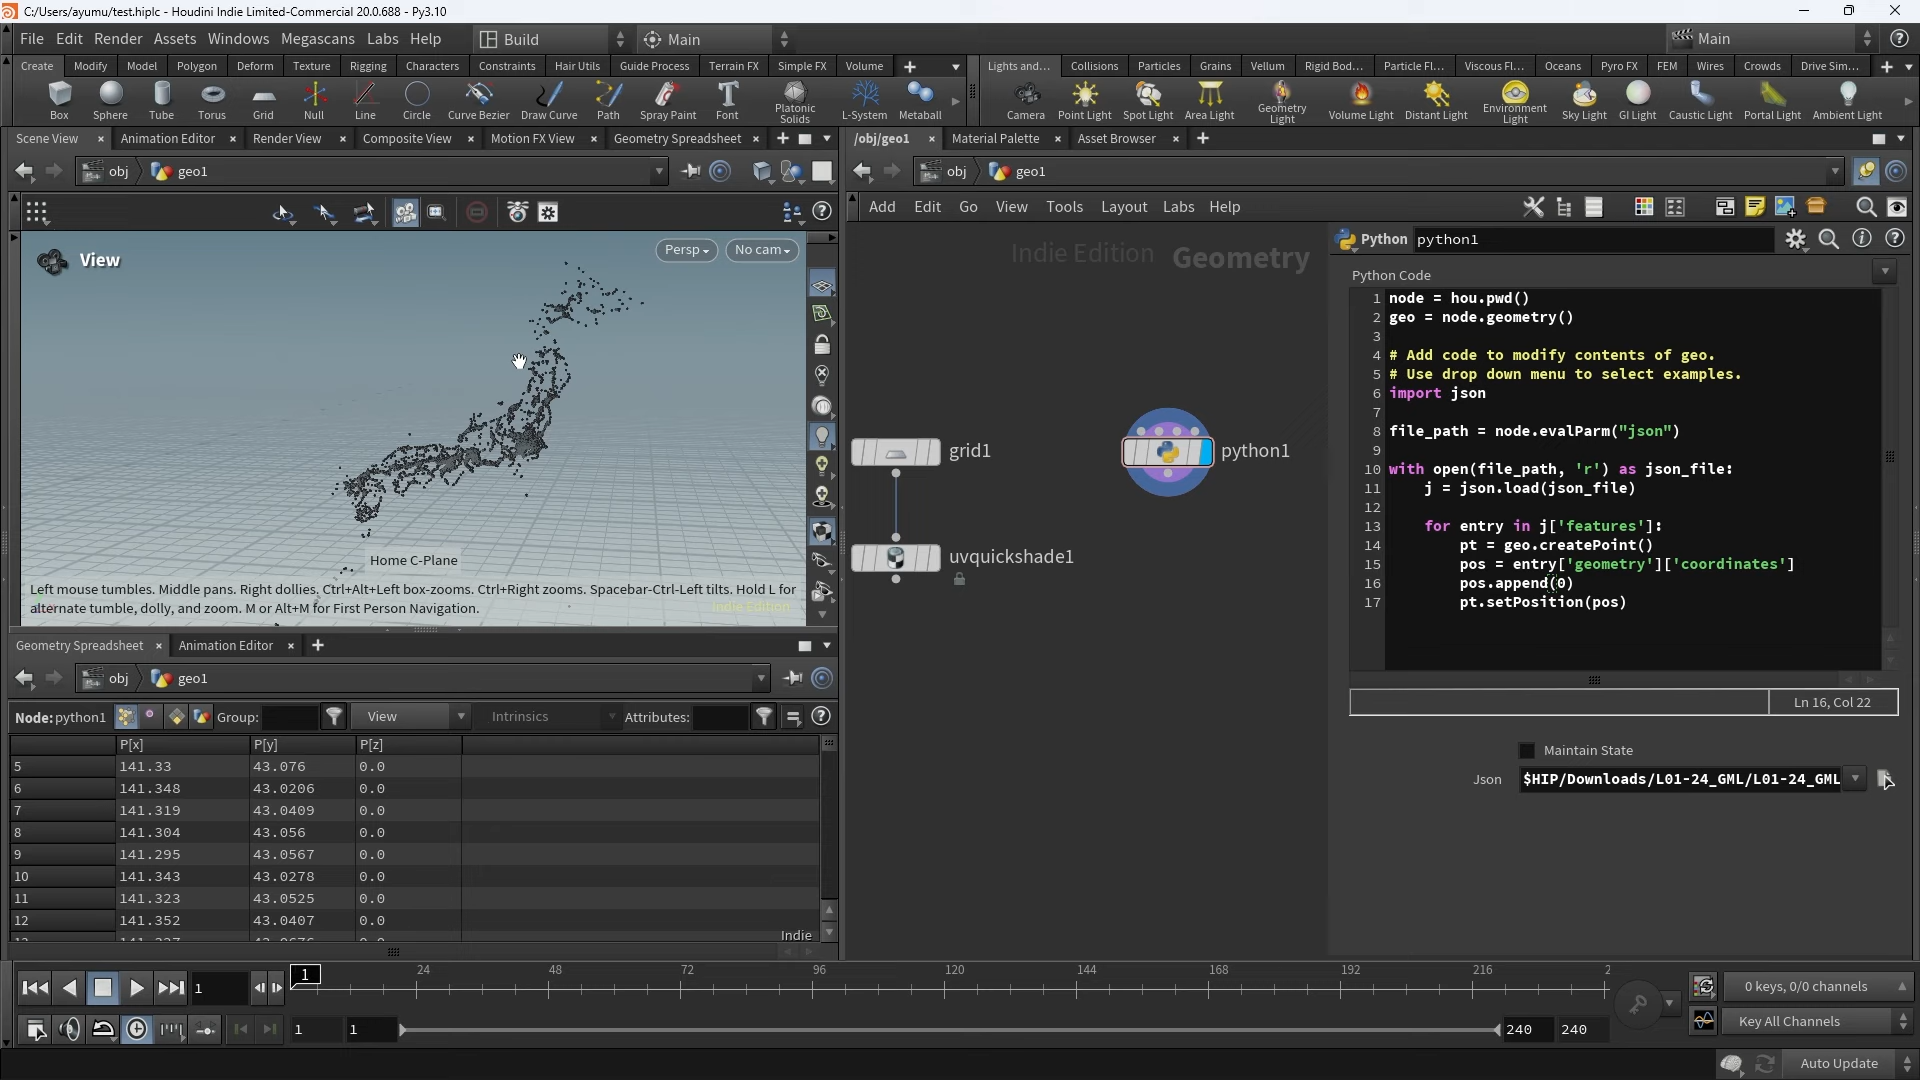 C:/Users/ayumu/test.hiplc - Houdini Indie Limited-Commercial 20.0.688 - Py3.10
File Edit Render Assets Windows Megascans Labs Help Build Main Main
Create Modify Model Polygon Deform Texture Rigging Characters Constraints Hair Utils Guide Process Terrain FX Simple FX Volume
Lights and... Collisions Particles Grains Vellum Rigid Bod... Particle Fl... Viscous Fl... Oceans Pyro FX FEM Wires Crowds Drive Sim...
Box Sphere Tube Torus Grid Null Line Circle Curve Bezier Draw Curve Path Spray Paint Font Platonic Solids L-System Metaball
Camera Point Light Spot Light Area Light Geometry Light Volume Light Distant Light Environment Light Sky Light GI Light Caustic Light Portal Light Ambient Light
Scene View Animation Editor Render View Composite View Motion FX View Geometry Spreadsheet
obj geo1
View Persp No cam
Home C-Plane
Left mouse tumbles. Middle pans. Right dollies. Ctrl+Alt+Left box-zooms. Ctrl+Right zooms. Spacebar-Ctrl-Left tilts. Hold L for
alternate tumble, dolly, and zoom. M or Alt+M for First Person Navigation.
Indie Edition
Geometry Spreadsheet Animation Editor
obj geo1
Node: python1 Group: View Intrinsics Attributes:
P[x] P[y] P[z]
5 141.33 43.076 0.0
6 141.348 43.0206 0.0
7 141.319 43.0409 0.0
8 141.304 43.056 0.0
9 141.295 43.0567 0.0
10 141.343 43.0278 0.0
11 141.323 43.0525 0.0
12 141.352 43.0407 0.0
Indie
/obj/geo1 Material Palette Asset Browser
obj geo1
Add Edit Go View Tools Layout Labs Help
Indie Edition Geometry
grid1
python1
uvquickshade1
Python python1
Python Code
1 node = hou.pwd()
2 geo = node.geometry()
3
4 # Add code to modify contents of geo.
5 # Use drop down menu to select examples.
6 import json
7
8 file_path = node.evalParm("json")
9
10 with open(file_path, 'r') as json_file:
11 j = json.load(json_file)
12
13 for entry in j['features']:
14 pt = geo.createPoint()
15 pos = entry['geometry']['coordinates']
16 pos.append(0)
17 pt.setPosition(pos)
Ln 16, Col 22
Maintain State
Json $HIP/Downloads/L01-24_GML/L01-24_GML
1 1 24 48 72 96 120 144 168 192 216 2
0 keys, 0/0 channels
1 1 240 240
Key All Channels
Auto Update